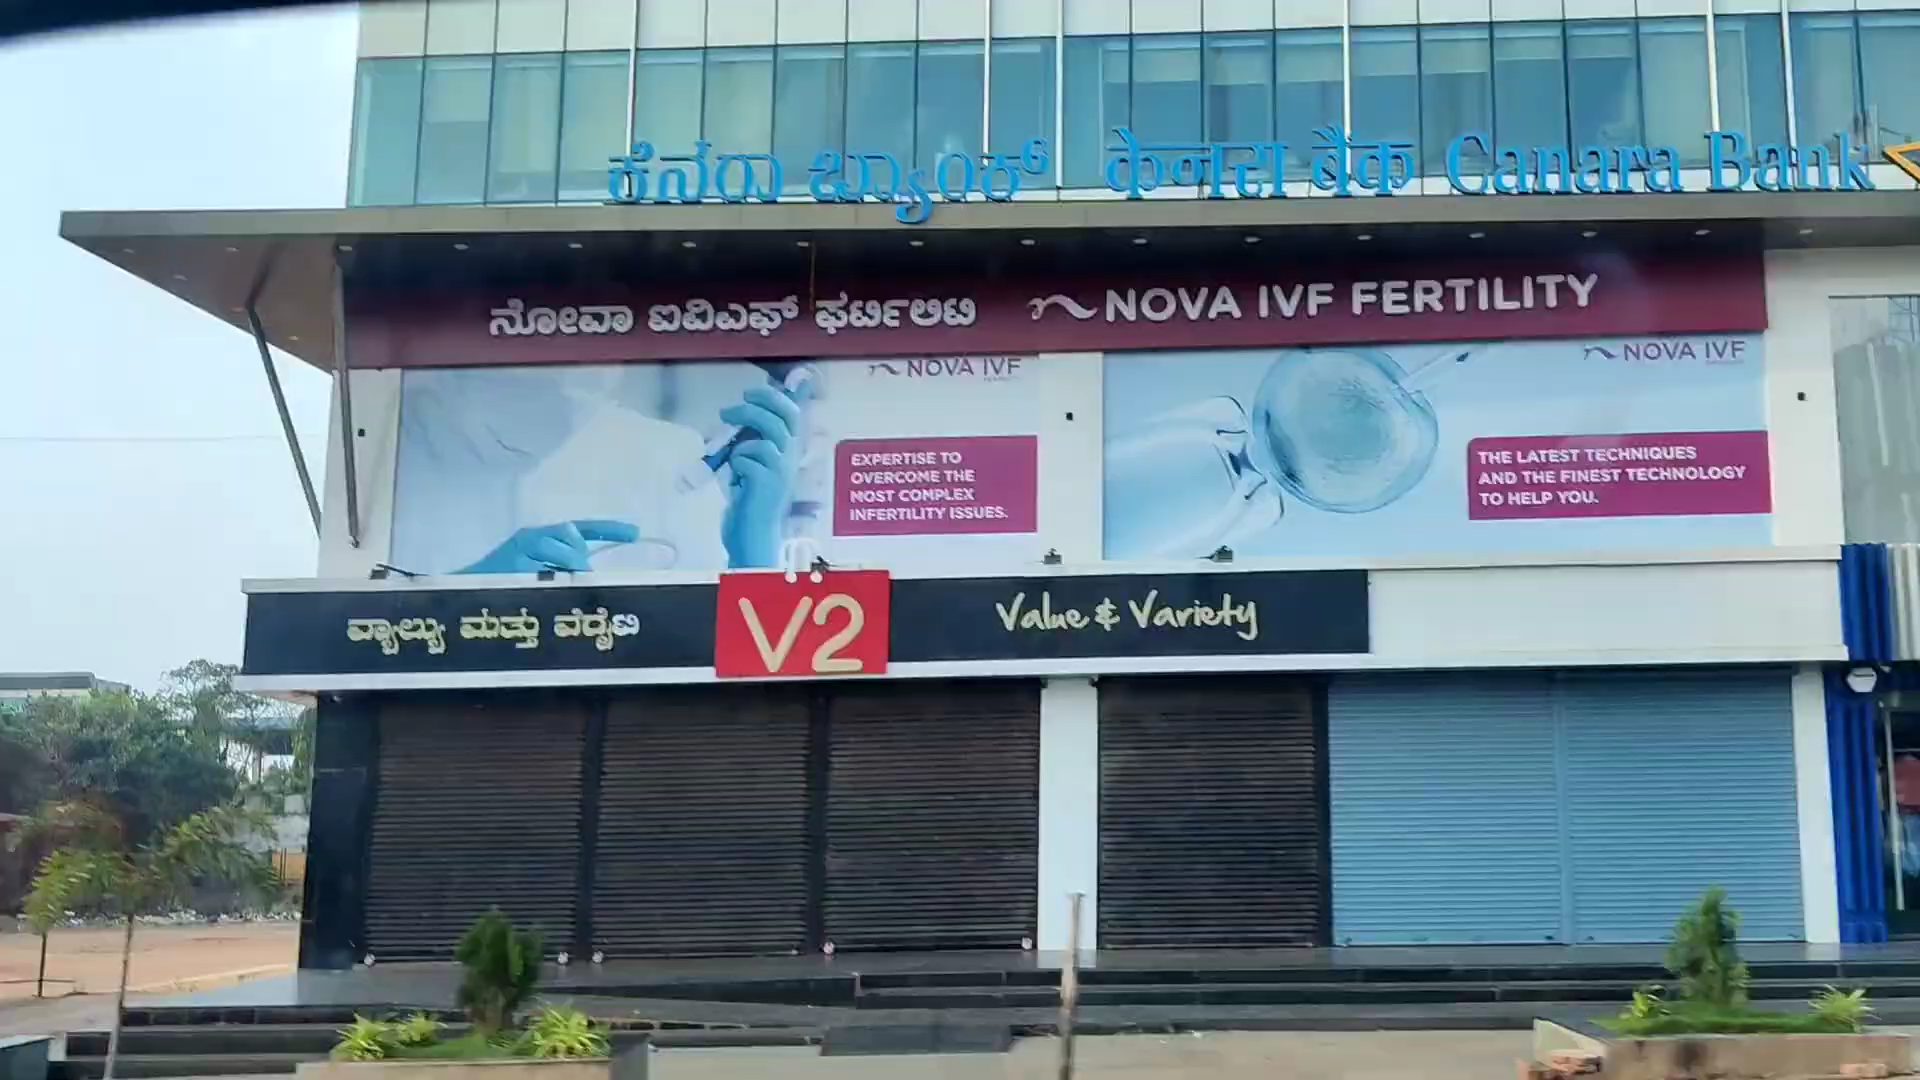 ಕೆನರಾ ಬ್ಯಾಂಕ್ केनरा बैंक Canara Bank
ನೋವಾ ಐವಿಎಫ್ ಫರ್ಟಿಲಿಟಿ NOVA IVF FERTILITY
NOVA IVF
EXPERTISE TO
OVERCOME THE
MOST COMPLEX
INFERTILITY ISSUES.
NOVA IVF
THE LATEST TECHNIQUES
AND THE FINEST TECHNOLOGY
TO HELP YOU.
ವ್ಯಾಲ್ಯು ಮತ್ತು ವೆರೈಟಿ V2 Value & Variety